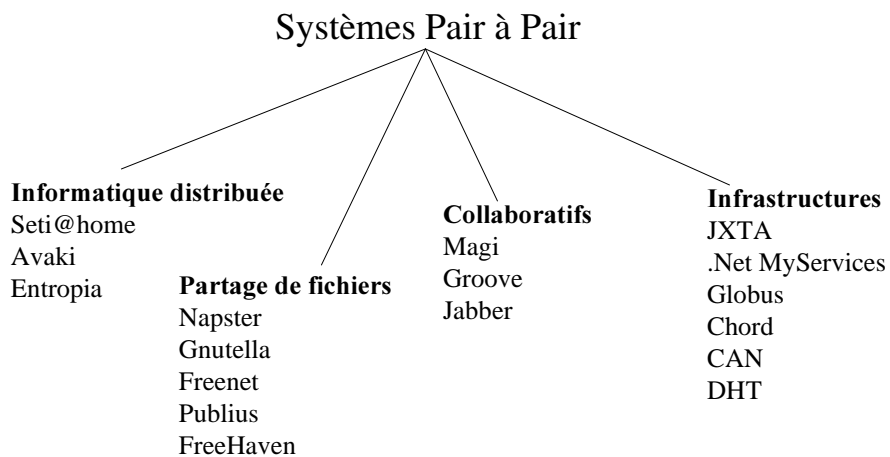 Systèmes Pair à Pair
Informatique distribuée
Seti@home
Avaki
Entropia
Partage de fichiers
Napster
Gnutella
Freenet
Publius
FreeHaven
Collaboratifs
Magi
Groove
Jabber
Infrastructures
JXTA
.Net MyServices
Globus
Chord
CAN
DHT